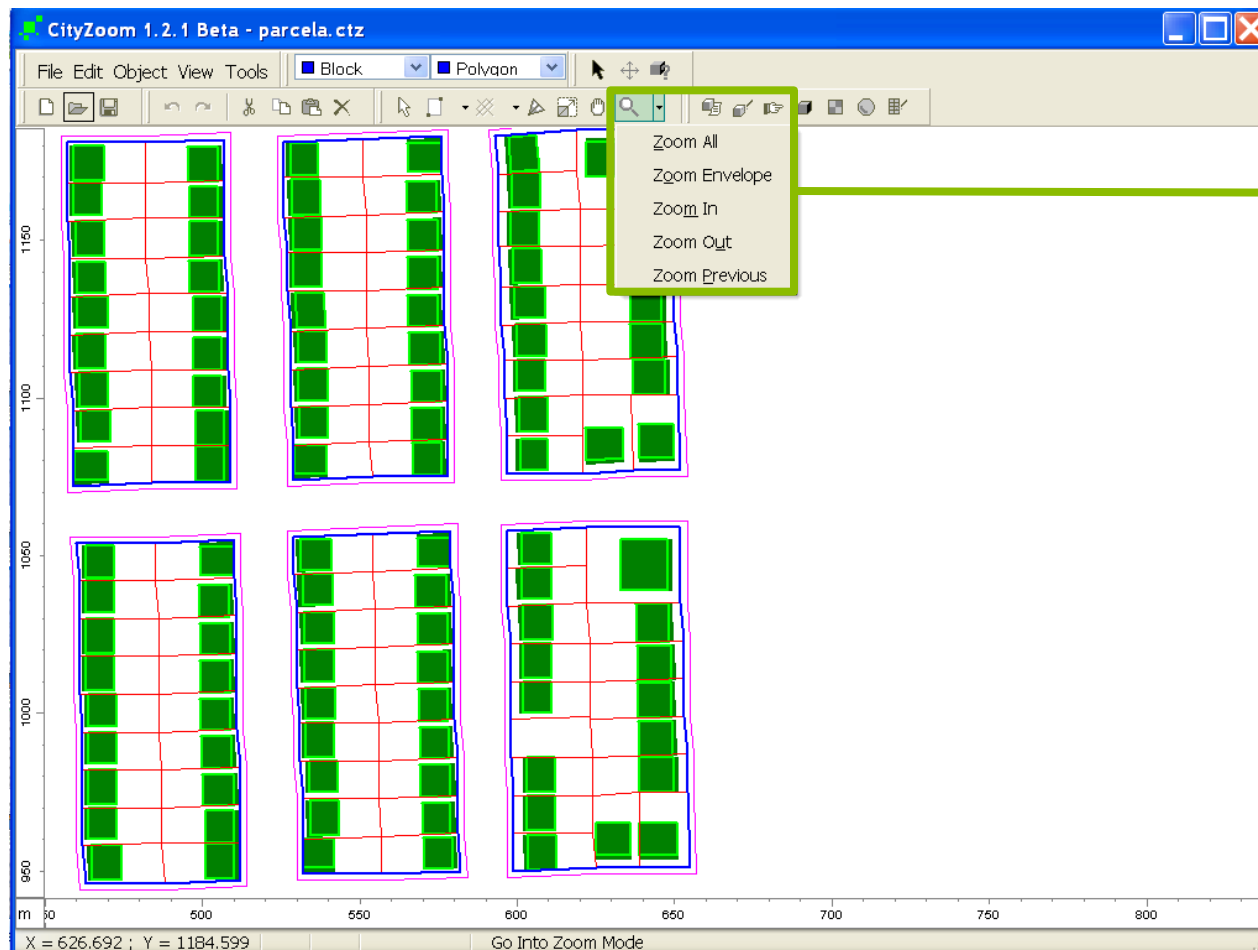 CityZoom 1.2.1 Beta - parcela.ctz
File Edit Object View Tools Block Polygon
Zoom All
Zoom Envelope
Zoom In
Zoom Out
Zoom Previous
1150
1100
1050
1000
950
m 50 500 550 600 650 700 750 800
X = 626.692 ; Y = 1184.599 Go Into Zoom Mode